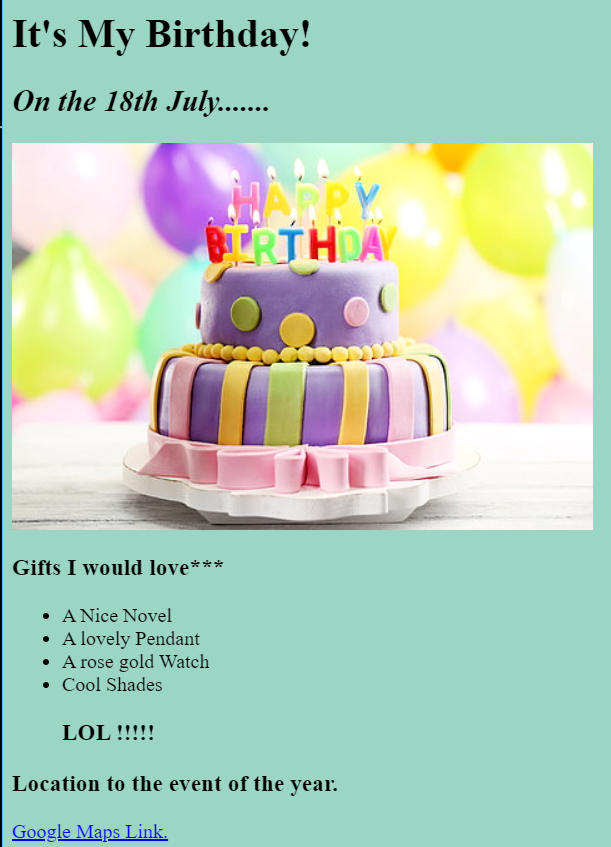 It's My Birthday!
On the 18th July.......
HAPPY
BIRTHDAY
Gifts I would love***
A Nice Novel
A lovely Pendant
A rose gold Watch
Cool Shades
LOL !!!!!
Location to the event of the year.
Google Maps Link.